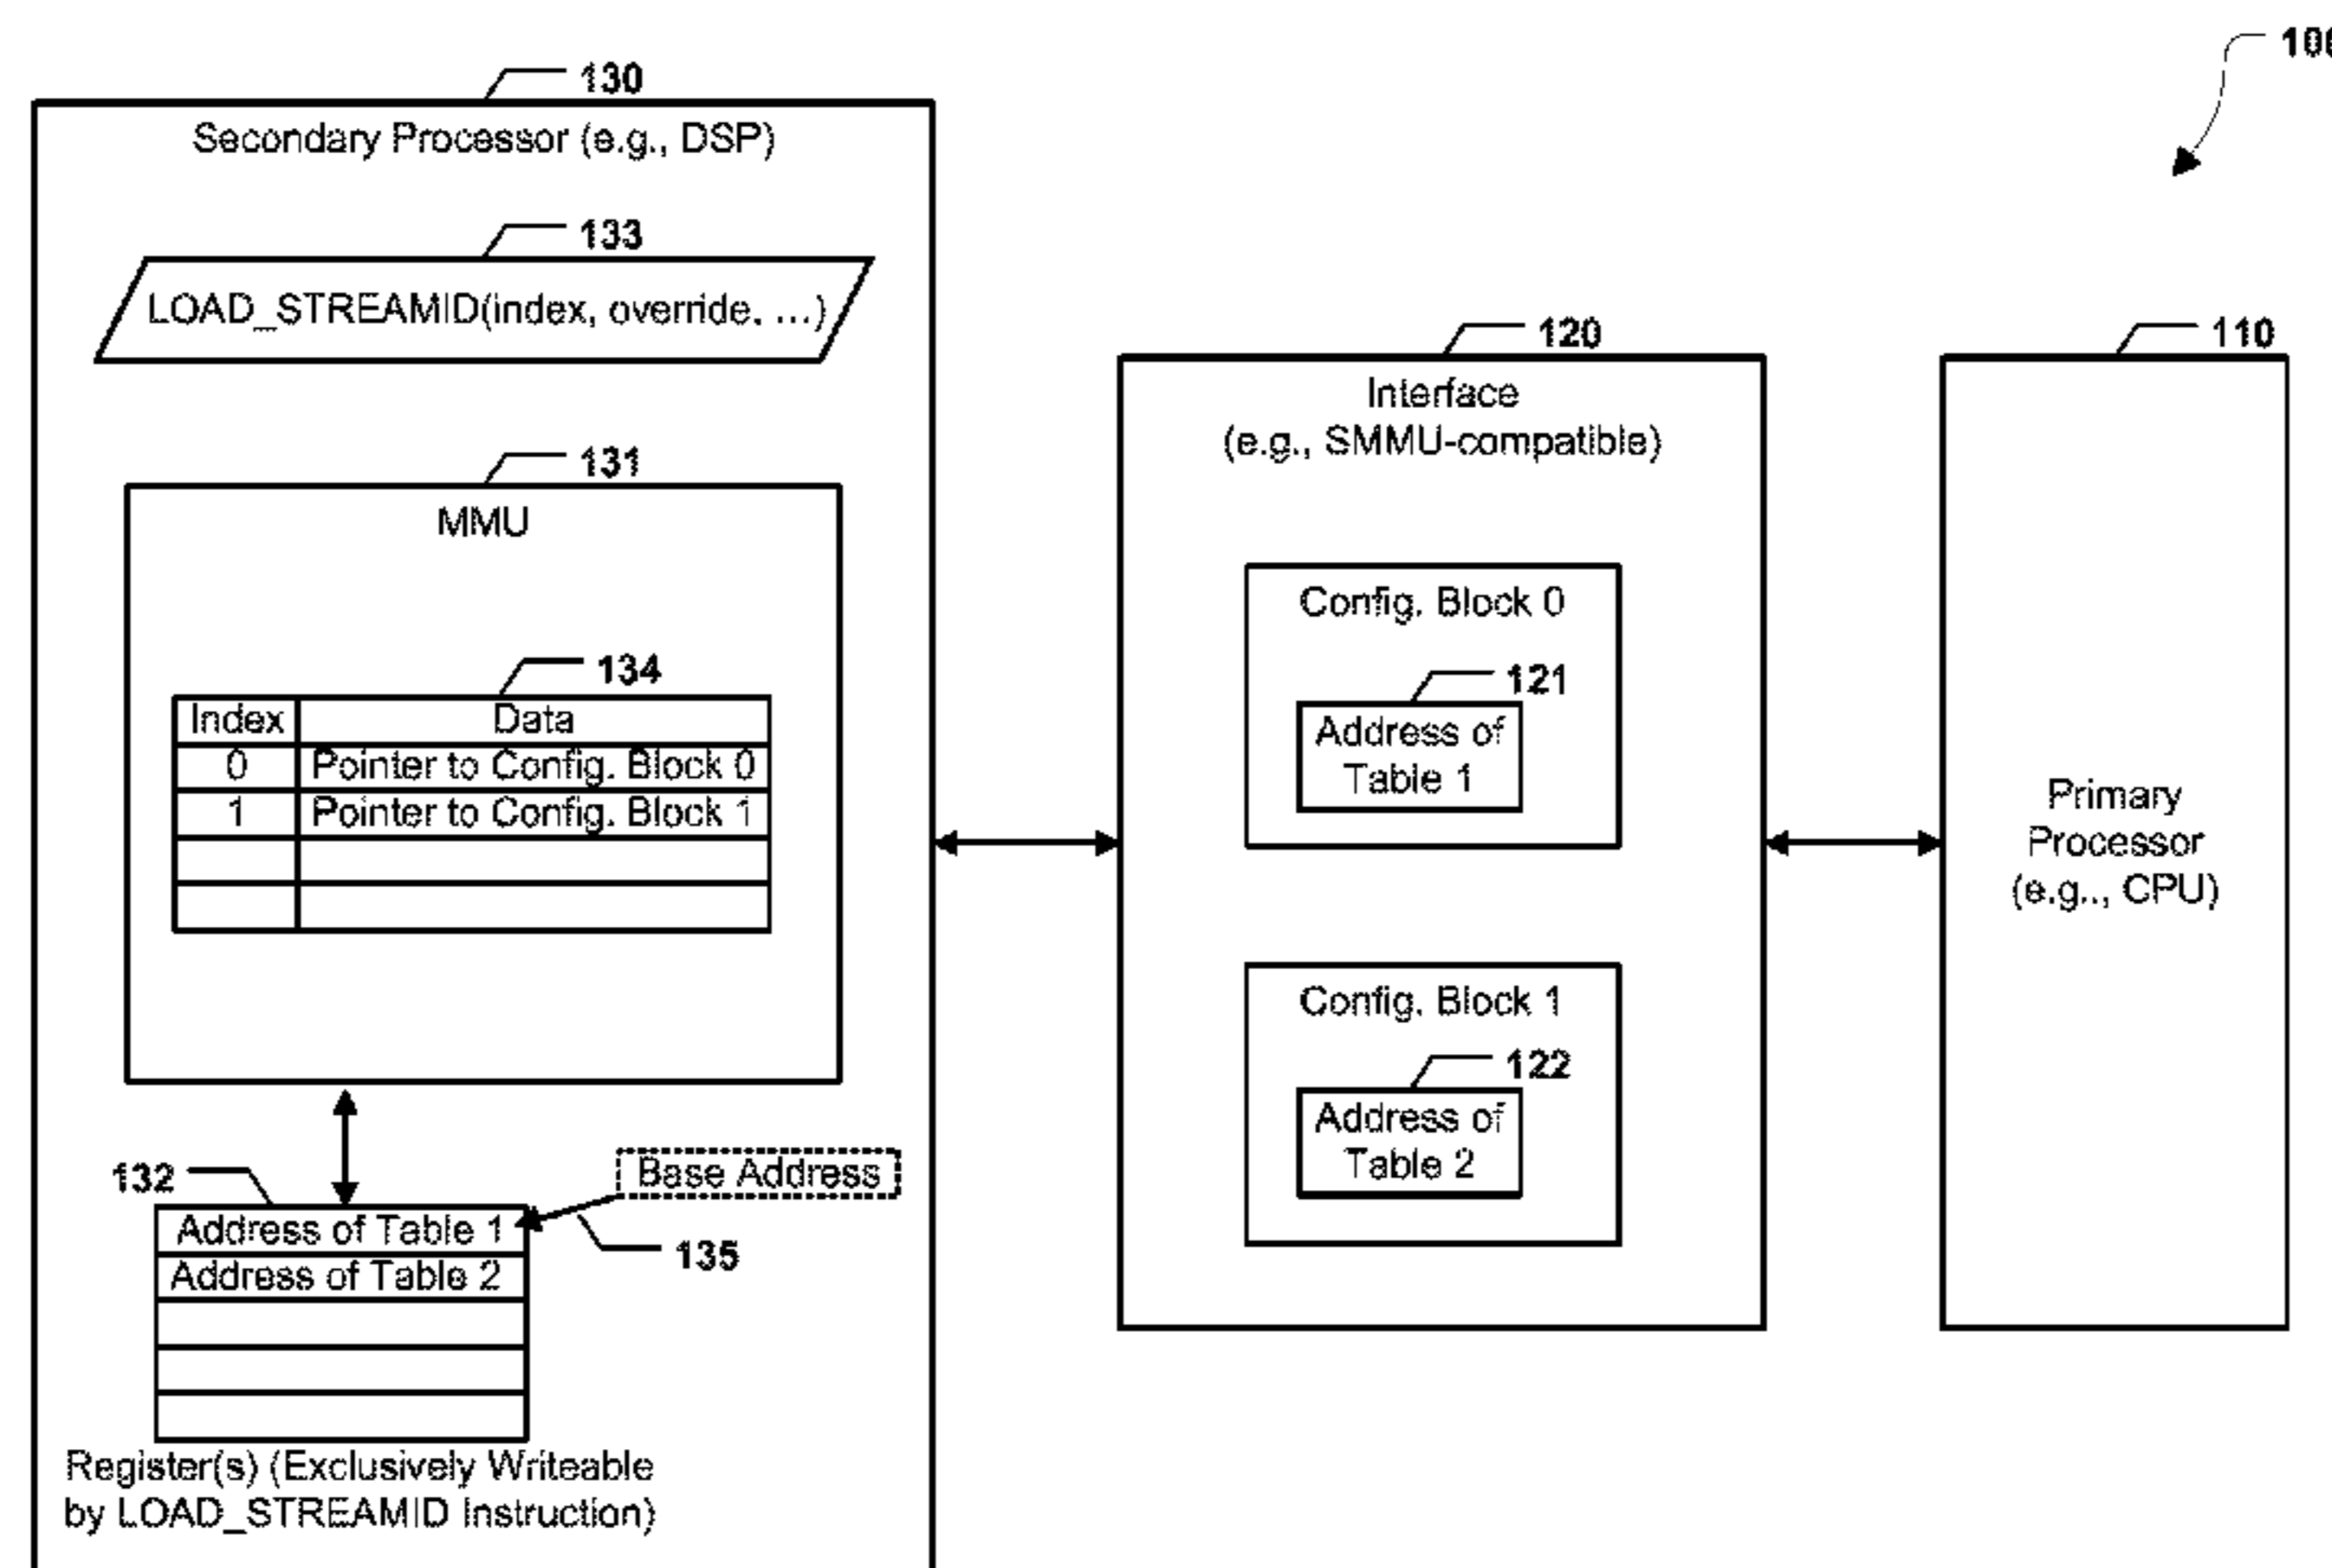 100
130
Secondary Processor (e.g., DSP)
133
LOAD_STREAMID(index, override, ...)
131
MMU
134
Index Data
0 Pointer to Config. Block 0
1 Pointer to Config. Block 1
132
Base Address
Address of Table 1
135
Address of Table 2
Register(s) (Exclusively Writeable
by LOAD_STREAMID Instruction)
120
Interface
(e.g., SMMU-compatible)
Config. Block 0
121
Address of
Table 1
Config. Block 1
122
Address of
Table 2
110
Primary
Processor
(e.g.., CPU)